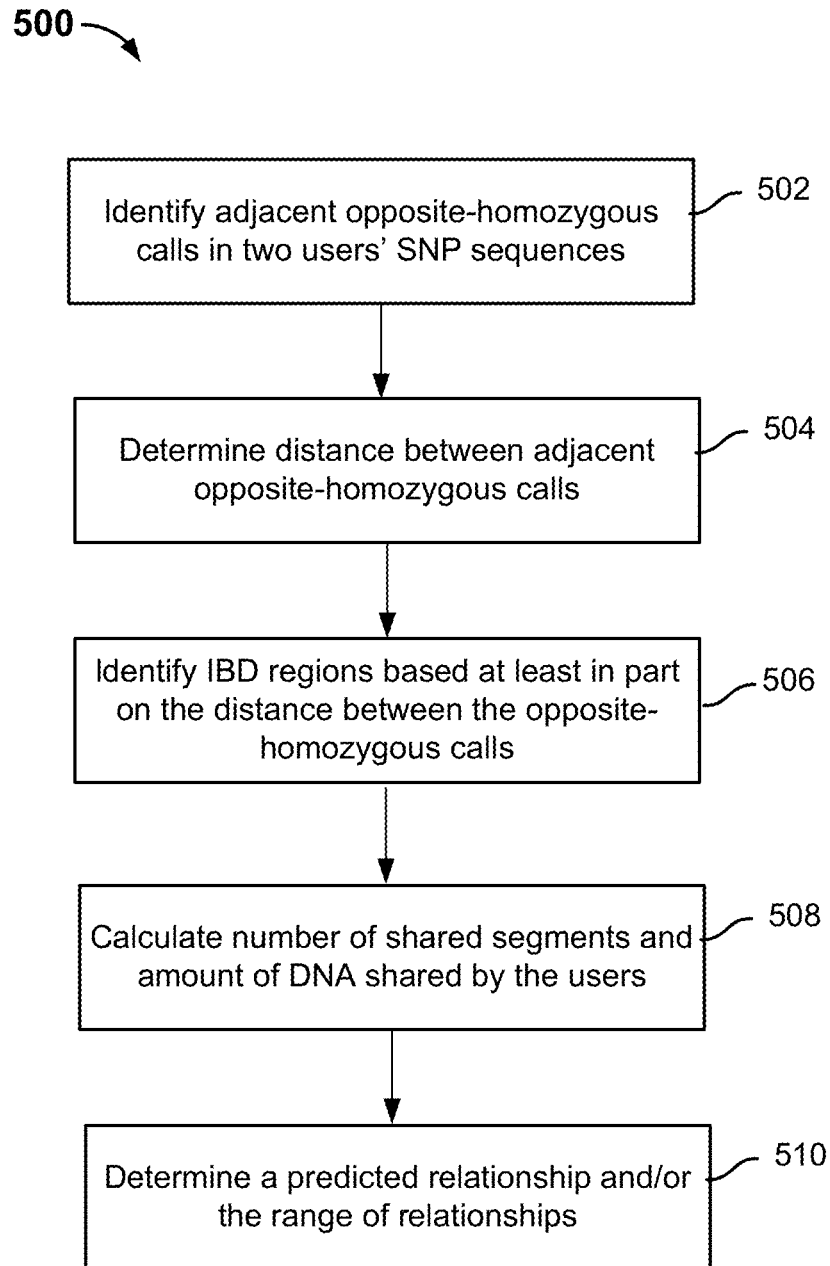 500
Identify adjacent opposite-homozygous
calls in two users’ SNP sequences
502
Determine distance between adjacent
opposite-homozygous calls
504
Identify IBD regions based at least in part
on the distance between the opposite-
homozygous calls
506
Calculate number of shared segments and
amount of DNA shared by the users
508
Determine a predicted relationship and/or
the range of relationships
510